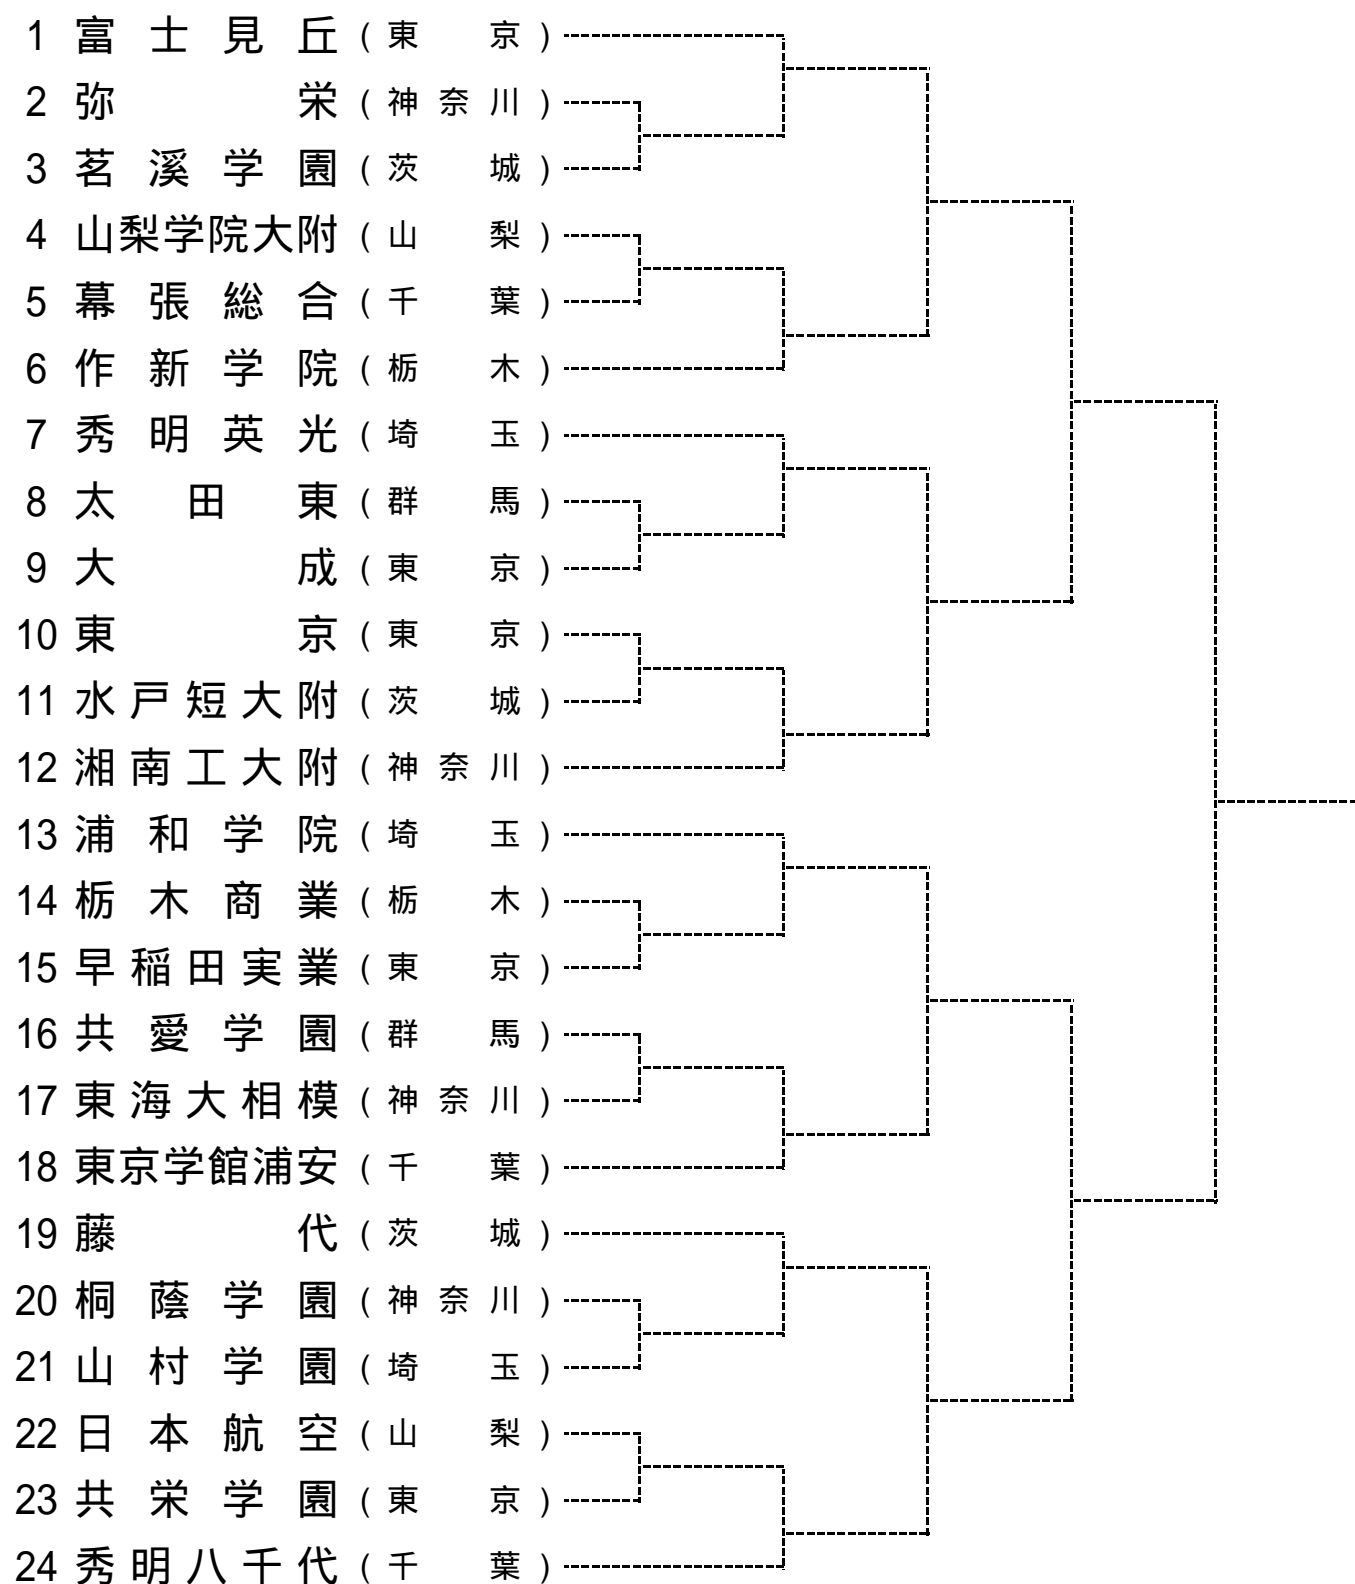 1 富士見丘 (東京)
2 弥栄 (神奈川)
3 茗溪学園 (茨城)
4 山梨学院大附 (山梨)
5 幕張総合 (千葉)
6 作新学院 (栃木)
7 秀明英光 (埼玉)
8 太田東 (群馬)
9 大成 (東京)
10 東京 (東京)
11 水戸短大附 (茨城)
12 湘南工大附 (神奈川)
13 浦和学院 (埼玉)
14 栃木商業 (栃木)
15 早稲田実業 (東京)
16 共愛学園 (群馬)
17 東海大相模 (神奈川)
18 東京学館浦安 (千葉)
19 藤代 (茨城)
20 桐蔭学園 (神奈川)
21 山村学園 (埼玉)
22 日本航空 (山梨)
23 共栄学園 (東京)
24 秀明八千代 (千葉)